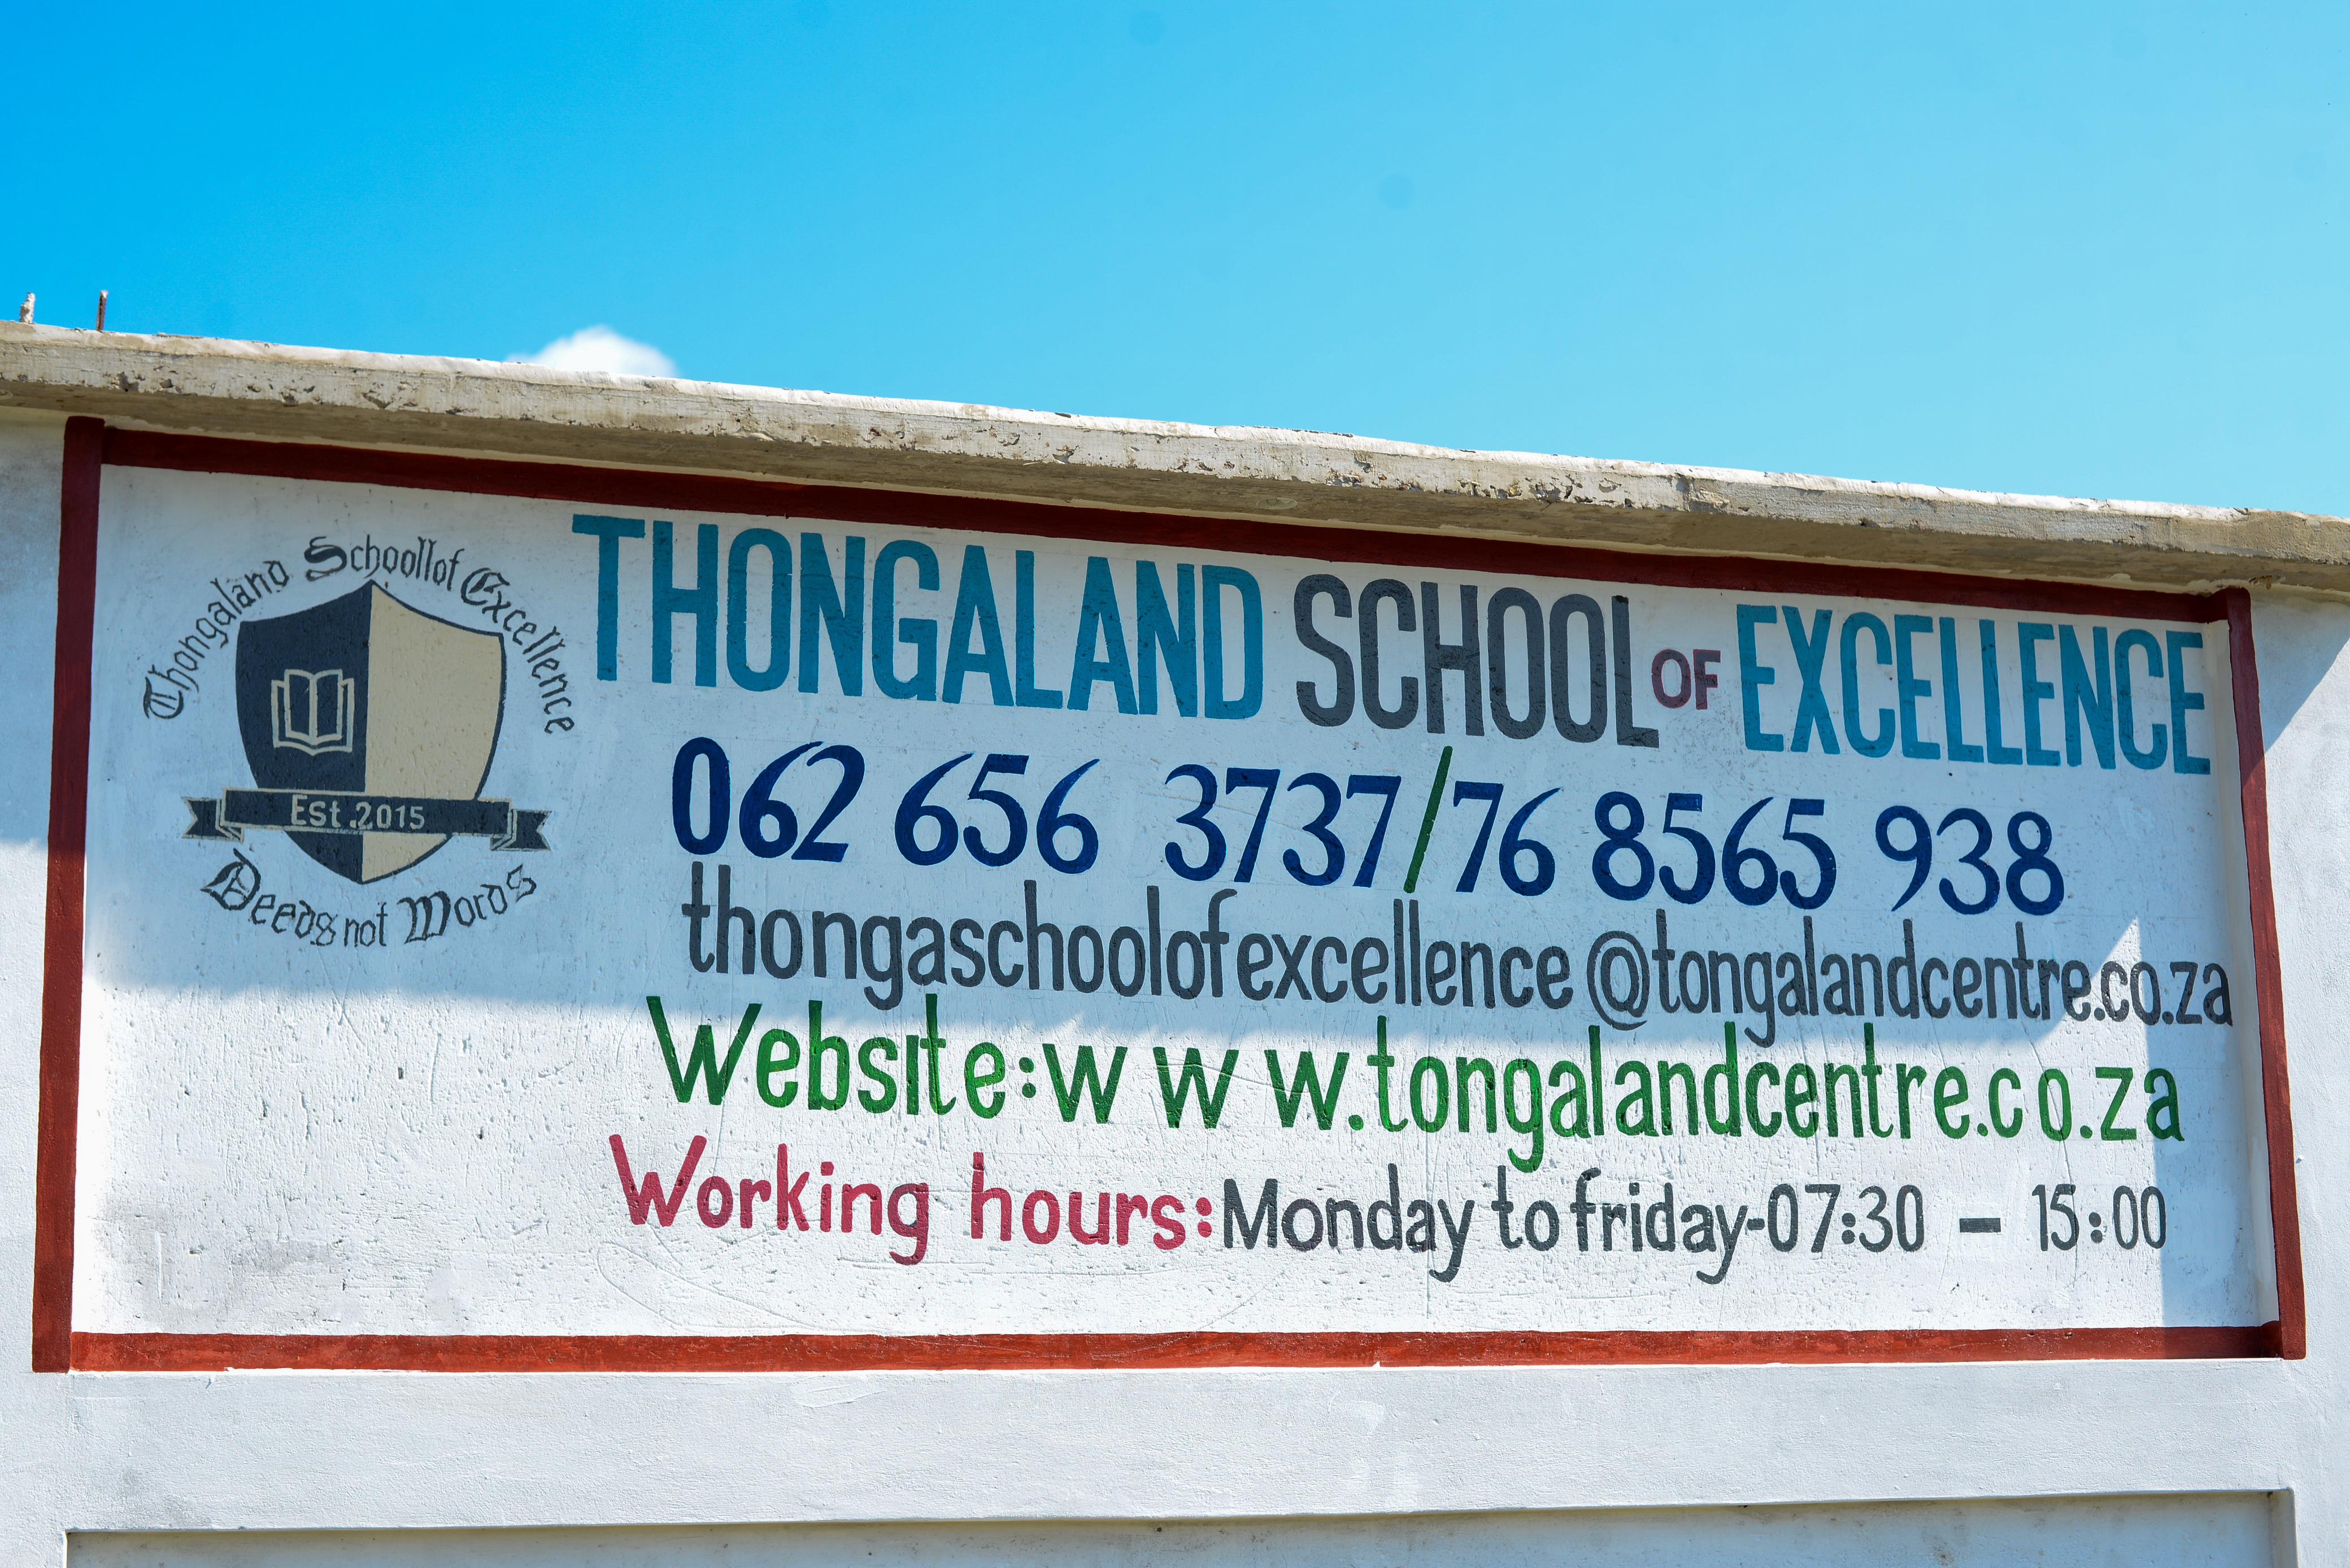 Thongaland Schoollof Excellence
Est.2015
Deeds not Words
THONGALAND SCHOOL OF EXCELLENCE
062 656 3737/76 8565 938
thongaschoolofexcellence@tongalandcentre.co.za
Website:www.tongalandcentre.co.za
Working hours:Monday to friday-07:30 – 15:00